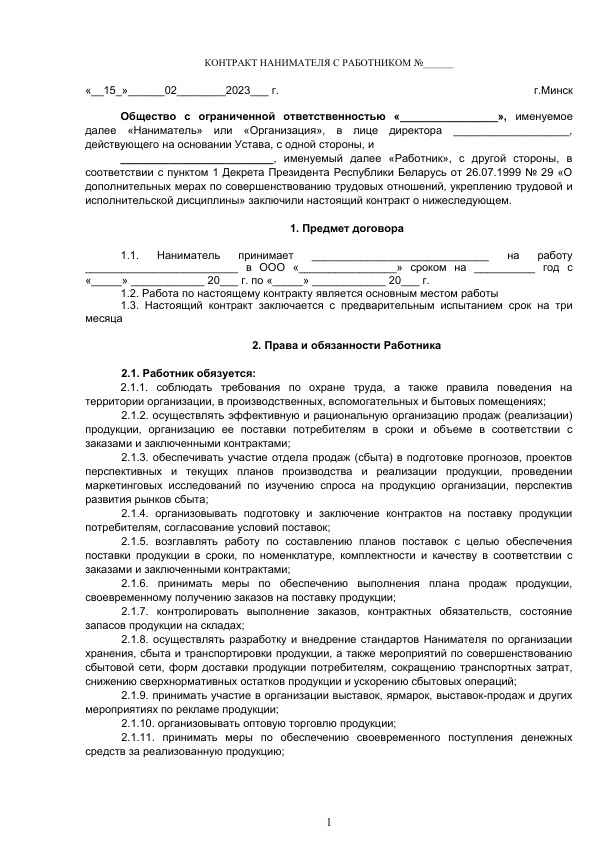 КОНТРАКТ НАНИМАТЕЛЯ С РАБОТНИКОМ №______
«__15_»______02________2023___ г. г.Минск
Общество с ограниченной ответственностью «________________», именуемое
далее «Наниматель» или «Организация», в лице директора ___________________,
действующего на основании Устава, с одной стороны, и
_________________________, именуемый далее «Работник», с другой стороны, в
соответствии с пунктом 1 Декрета Президента Республики Беларусь от 26.07.1999 № 29 «О
дополнительных мерах по совершенствованию трудовых отношений, укреплению трудовой и
исполнительской дисциплины» заключили настоящий контракт о нижеследующем.
1. Предмет договора
1.1. Наниматель принимает _____________________________ на работу
_________________________ в ООО «________________» сроком на __________ год с
«_____» ____________ 20___ г. по «_____» ____________ 20___ г.
1.2. Работа по настоящему контракту является основным местом работы
1.3. Настоящий контракт заключается с предварительным испытанием срок на три
месяца
2. Права и обязанности Работника
2.1. Работник обязуется:
2.1.1. соблюдать требования по охране труда, а также правила поведения на
территории организации, в производственных, вспомогательных и бытовых помещениях;
2.1.2. осуществлять эффективную и рациональную организацию продаж (реализации)
продукции, организацию ее поставки потребителям в сроки и объеме в соответствии с
заказами и заключенными контрактами;
2.1.3. обеспечивать участие отдела продаж (сбыта) в подготовке прогнозов, проектов
перспективных и текущих планов производства и реализации продукции, проведении
маркетинговых исследований по изучению спроса на продукцию организации, перспектив
развития рынков сбыта;
2.1.4. организовывать подготовку и заключение контрактов на поставку продукции
потребителям, согласование условий поставок;
2.1.5. возглавлять работу по составлению планов поставок с целью обеспечения
поставки продукции в сроки, по номенклатуре, комплектности и качеству в соответствии с
заказами и заключенными контрактами;
2.1.6. принимать меры по обеспечению выполнения плана продаж продукции,
своевременному получению заказов на поставку продукции;
2.1.7. контролировать выполнение заказов, контрактных обязательств, состояние
запасов продукции на складах;
2.1.8. осуществлять разработку и внедрение стандартов Нанимателя по организации
хранения, сбыта и транспортировки продукции, а также мероприятий по совершенствованию
сбытовой сети, форм доставки продукции потребителям, сокращению транспортных затрат,
снижению сверхнормативных остатков продукции и ускорению сбытовых операций;
2.1.9. принимать участие в организации выставок, ярмарок, выставок-продаж и других
мероприятиях по рекламе продукции;
2.1.10. организовывать оптовую торговлю продукции;
2.1.11. принимать меры по обеспечению своевременного поступления денежных
средств за реализованную продукцию;
1